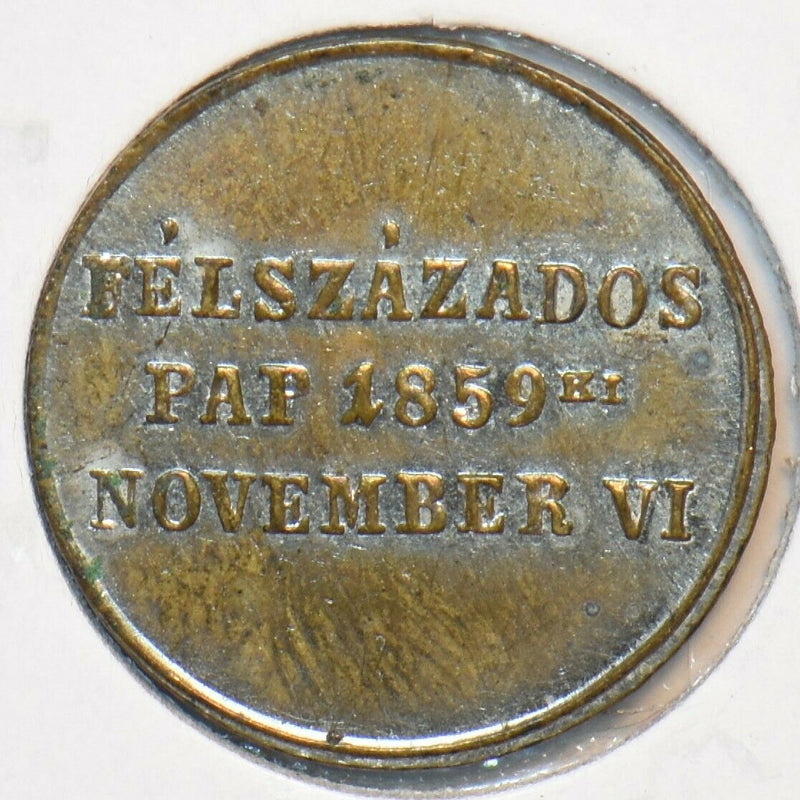 FÉLSZÁZADOS
PAP 1859KI
NOVEMBER VI